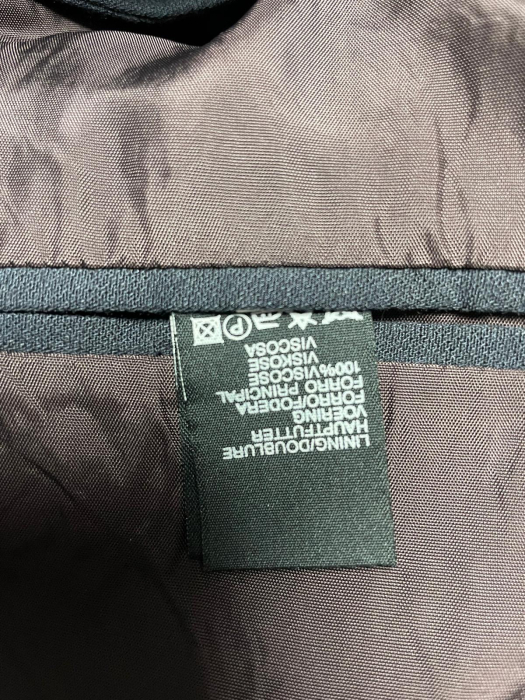 LINING/DOUBLURE
HAUPTFUTTER
VOERING
FORRO/FODERA
FORRO PRINCIPAL
100%VISCOSE
VISKOSE
VISCOSA
P